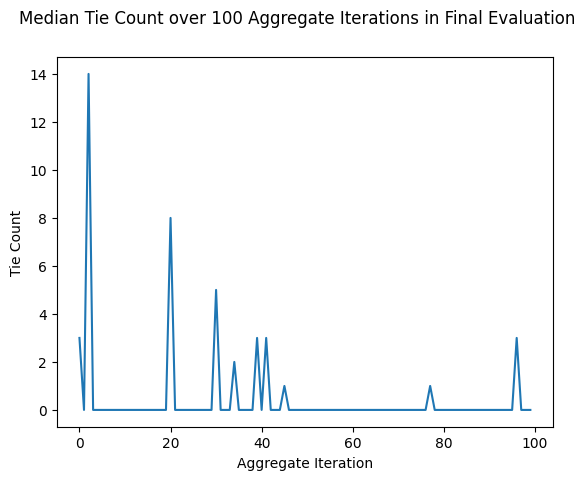 Median Tie Count over 100 Aggregate Iterations in Final Evaluation
14
12
10
8
6
4
2
0
Tie Count
0 20 40 60 80 100
Aggregate Iteration